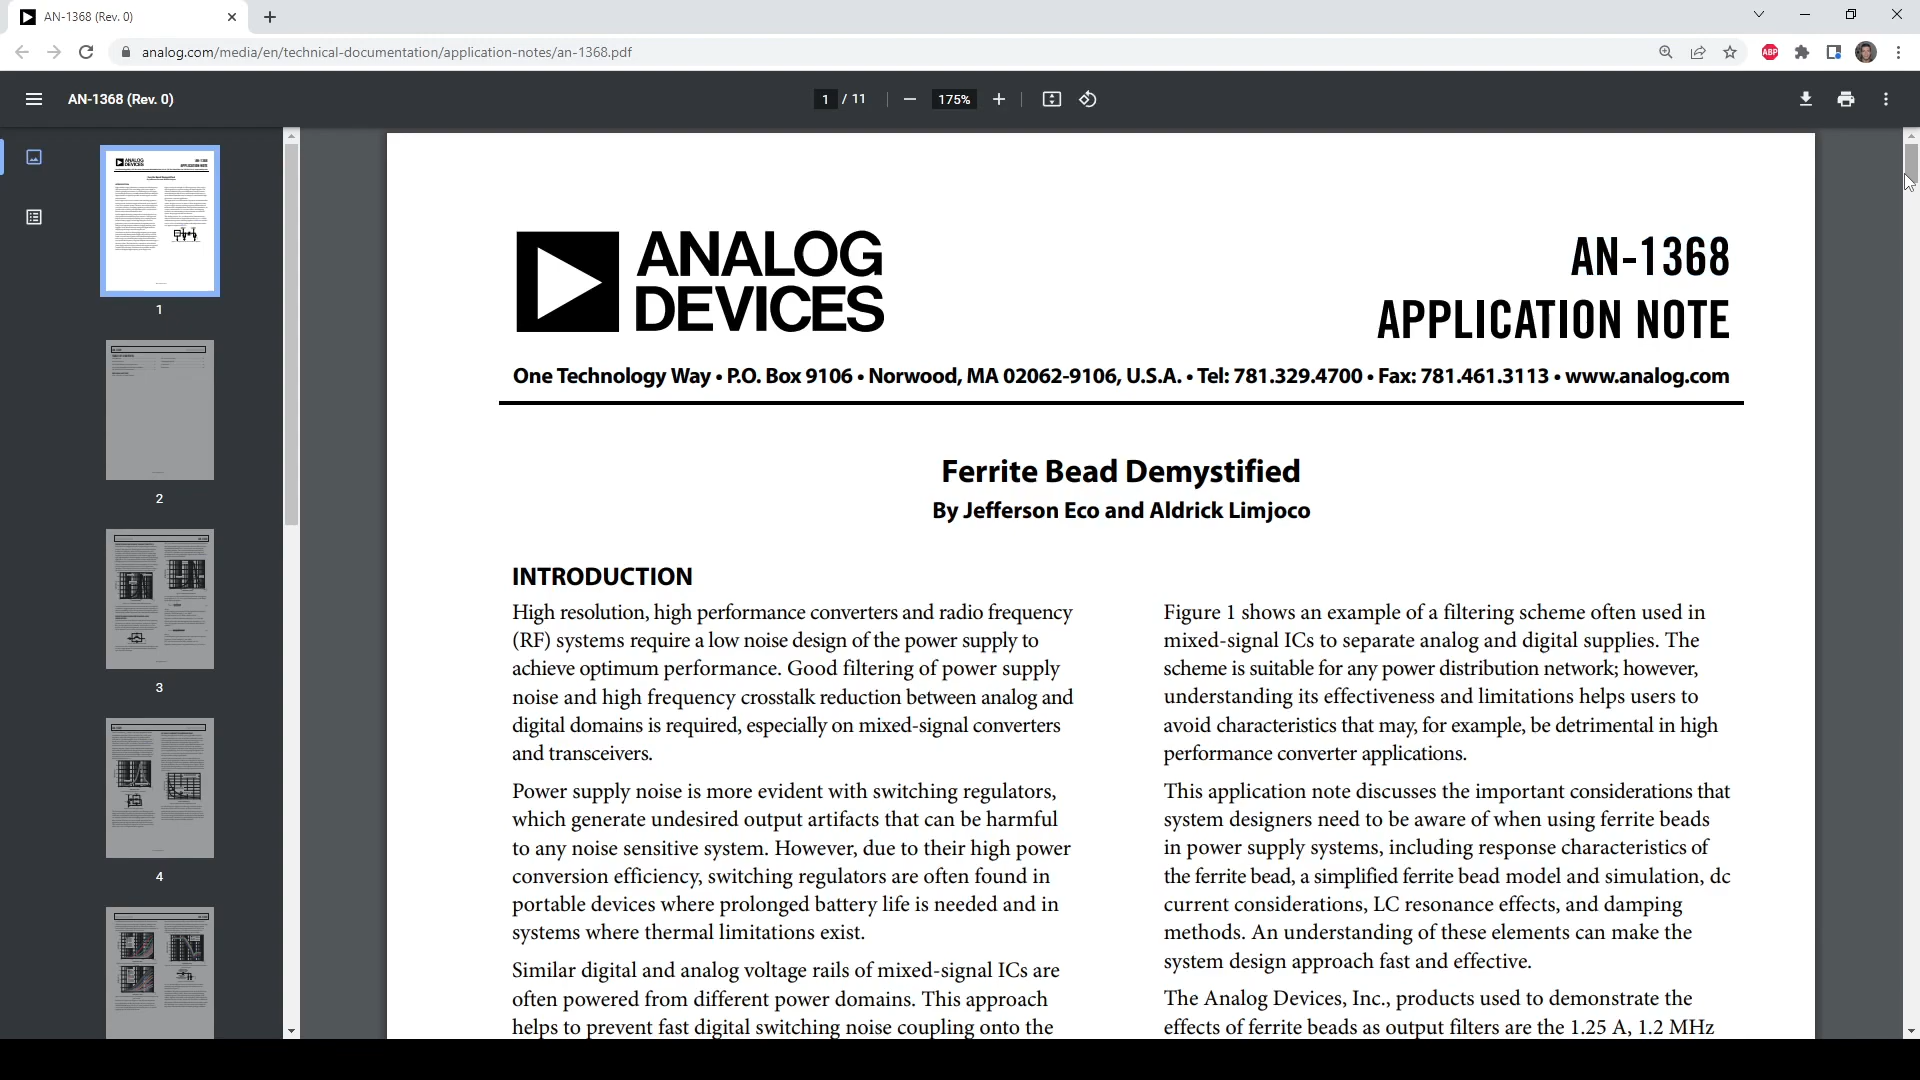 AN-1368 (Rev. 0)
analog.com/media/en/technical-documentation/application-notes/an-1368.pdf
ABP
AN-1368 (Rev. 0)
1 / 11
175%
1
2
3
4
ANALOG
DEVICES
AN-1368
APPLICATION NOTE
One Technology Way • P.O. Box 9106 • Norwood, MA 02062-9106, U.S.A. • Tel: 781.329.4700 • Fax: 781.461.3113 • www.analog.com
Ferrite Bead Demystified
By Jefferson Eco and Aldrick Limjoco
INTRODUCTION
High resolution, high performance converters and radio frequency
(RF) systems require a low noise design of the power supply to
achieve optimum performance. Good filtering of power supply
noise and high frequency crosstalk reduction between analog and
digital domains is required, especially on mixed-signal converters
and transceivers.
Power supply noise is more evident with switching regulators,
which generate undesired output artifacts that can be harmful
to any noise sensitive system. However, due to their high power
conversion efficiency, switching regulators are often found in
portable devices where prolonged battery life is needed and in
systems where thermal limitations exist.
Similar digital and analog voltage rails of mixed-signal ICs are
often powered from different power domains. This approach
helps to prevent fast digital switching noise coupling onto the
Figure 1 shows an example of a filtering scheme often used in
mixed-signal ICs to separate analog and digital supplies. The
scheme is suitable for any power distribution network; however,
understanding its effectiveness and limitations helps users to
avoid characteristics that may, for example, be detrimental in high
performance converter applications.
This application note discusses the important considerations that
system designers need to be aware of when using ferrite beads
in power supply systems, including response characteristics of
the ferrite bead, a simplified ferrite bead model and simulation, dc
current considerations, LC resonance effects, and damping
methods. An understanding of these elements can make the
system design approach fast and effective.
The Analog Devices, Inc., products used to demonstrate the
effects of ferrite beads as output filters are the 1.25 A, 1.2 MHz